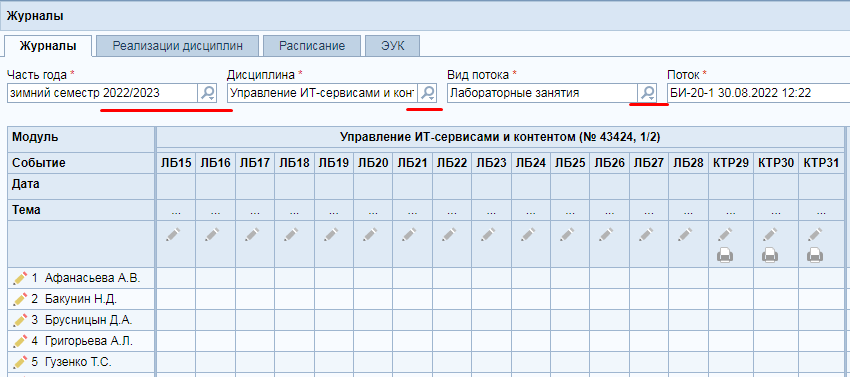 Журналы
Журналы Реализации дисциплин Расписание ЭУК
Часть года * Дисциплина * Вид потока * Поток *
зимний семестр 2022/2023 Управление ИТ-сервисами и конт Лабораторные занятия БИ-20-1 30.08.2022 12:22
Модуль Управление ИТ-сервисами и контентом (№ 43424, 1/2)
Событие ЛБ15 ЛБ16 ЛБ17 ЛБ18 ЛБ19 ЛБ20 ЛБ21 ЛБ22 ЛБ23 ЛБ24 ЛБ25 ЛБ26 ЛБ27 ЛБ28 КТР29 КТР30 КТР31
Дата
Тема ... ... ... ... ... ... ... ... ... ... ... ... ... ... ... ... ...
1 Афанасьева А.В.
2 Бакунин Н.Д.
3 Брусницын Д.А.
4 Григорьева А.Л.
5 Гузенко Т.С.